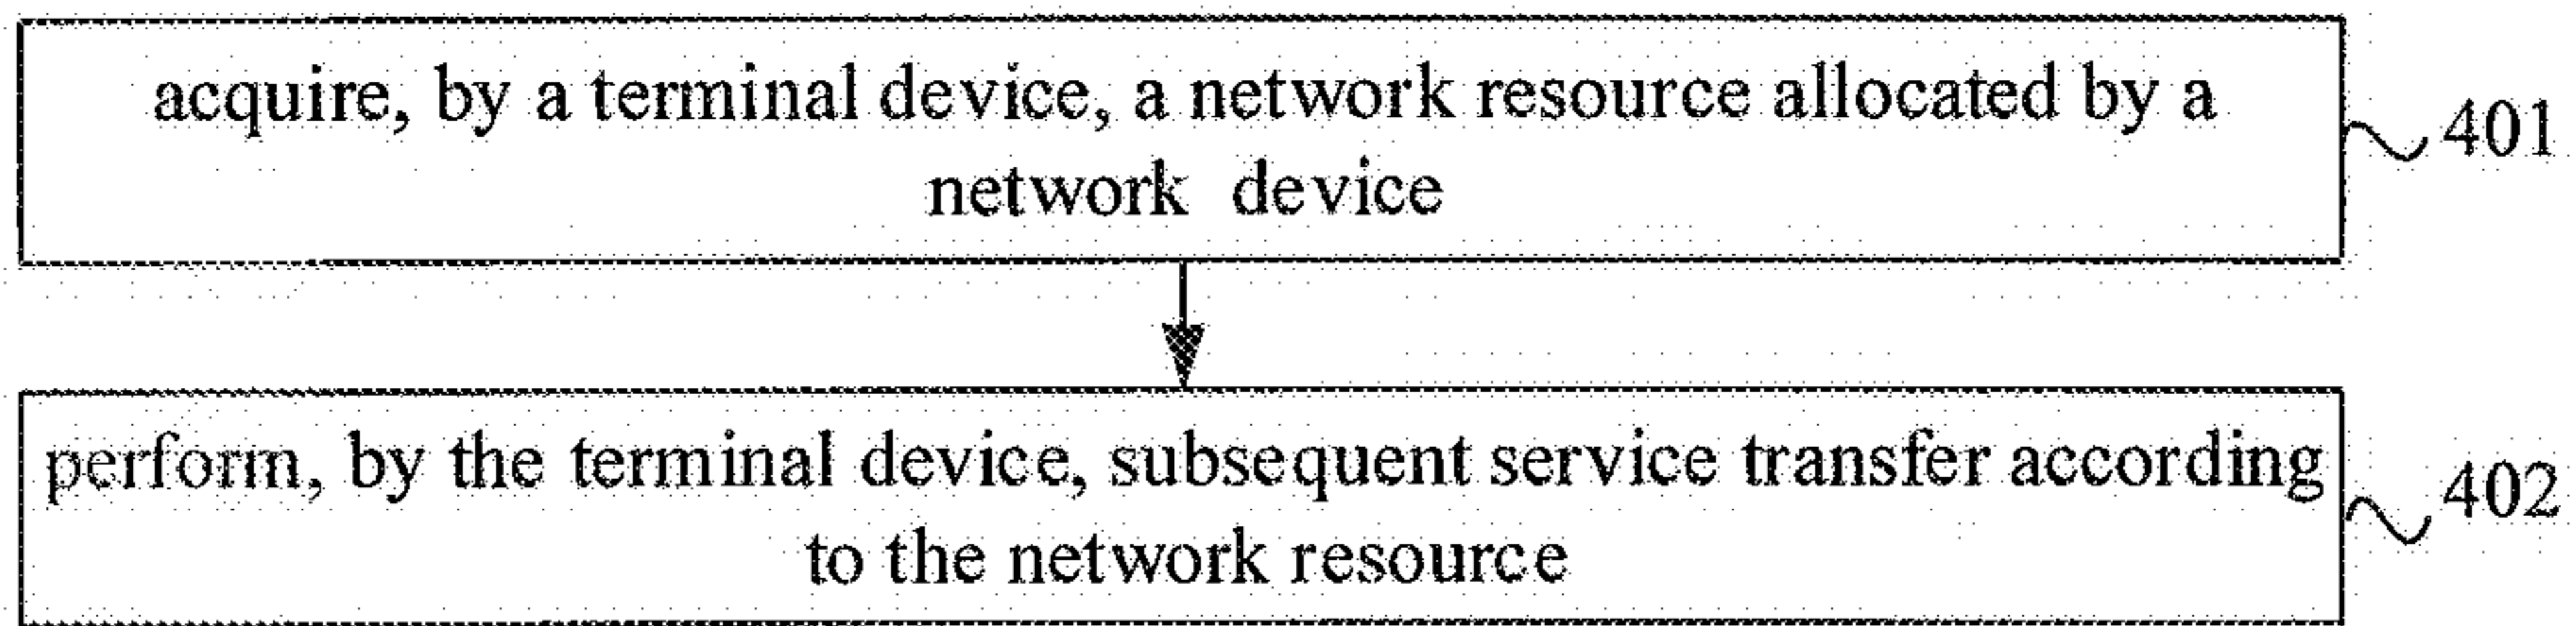 acquire, by a terminal device, a network resource allocated by a
network device
401
perform, by the terminal device, subsequent service transfer according
to the network resource
402